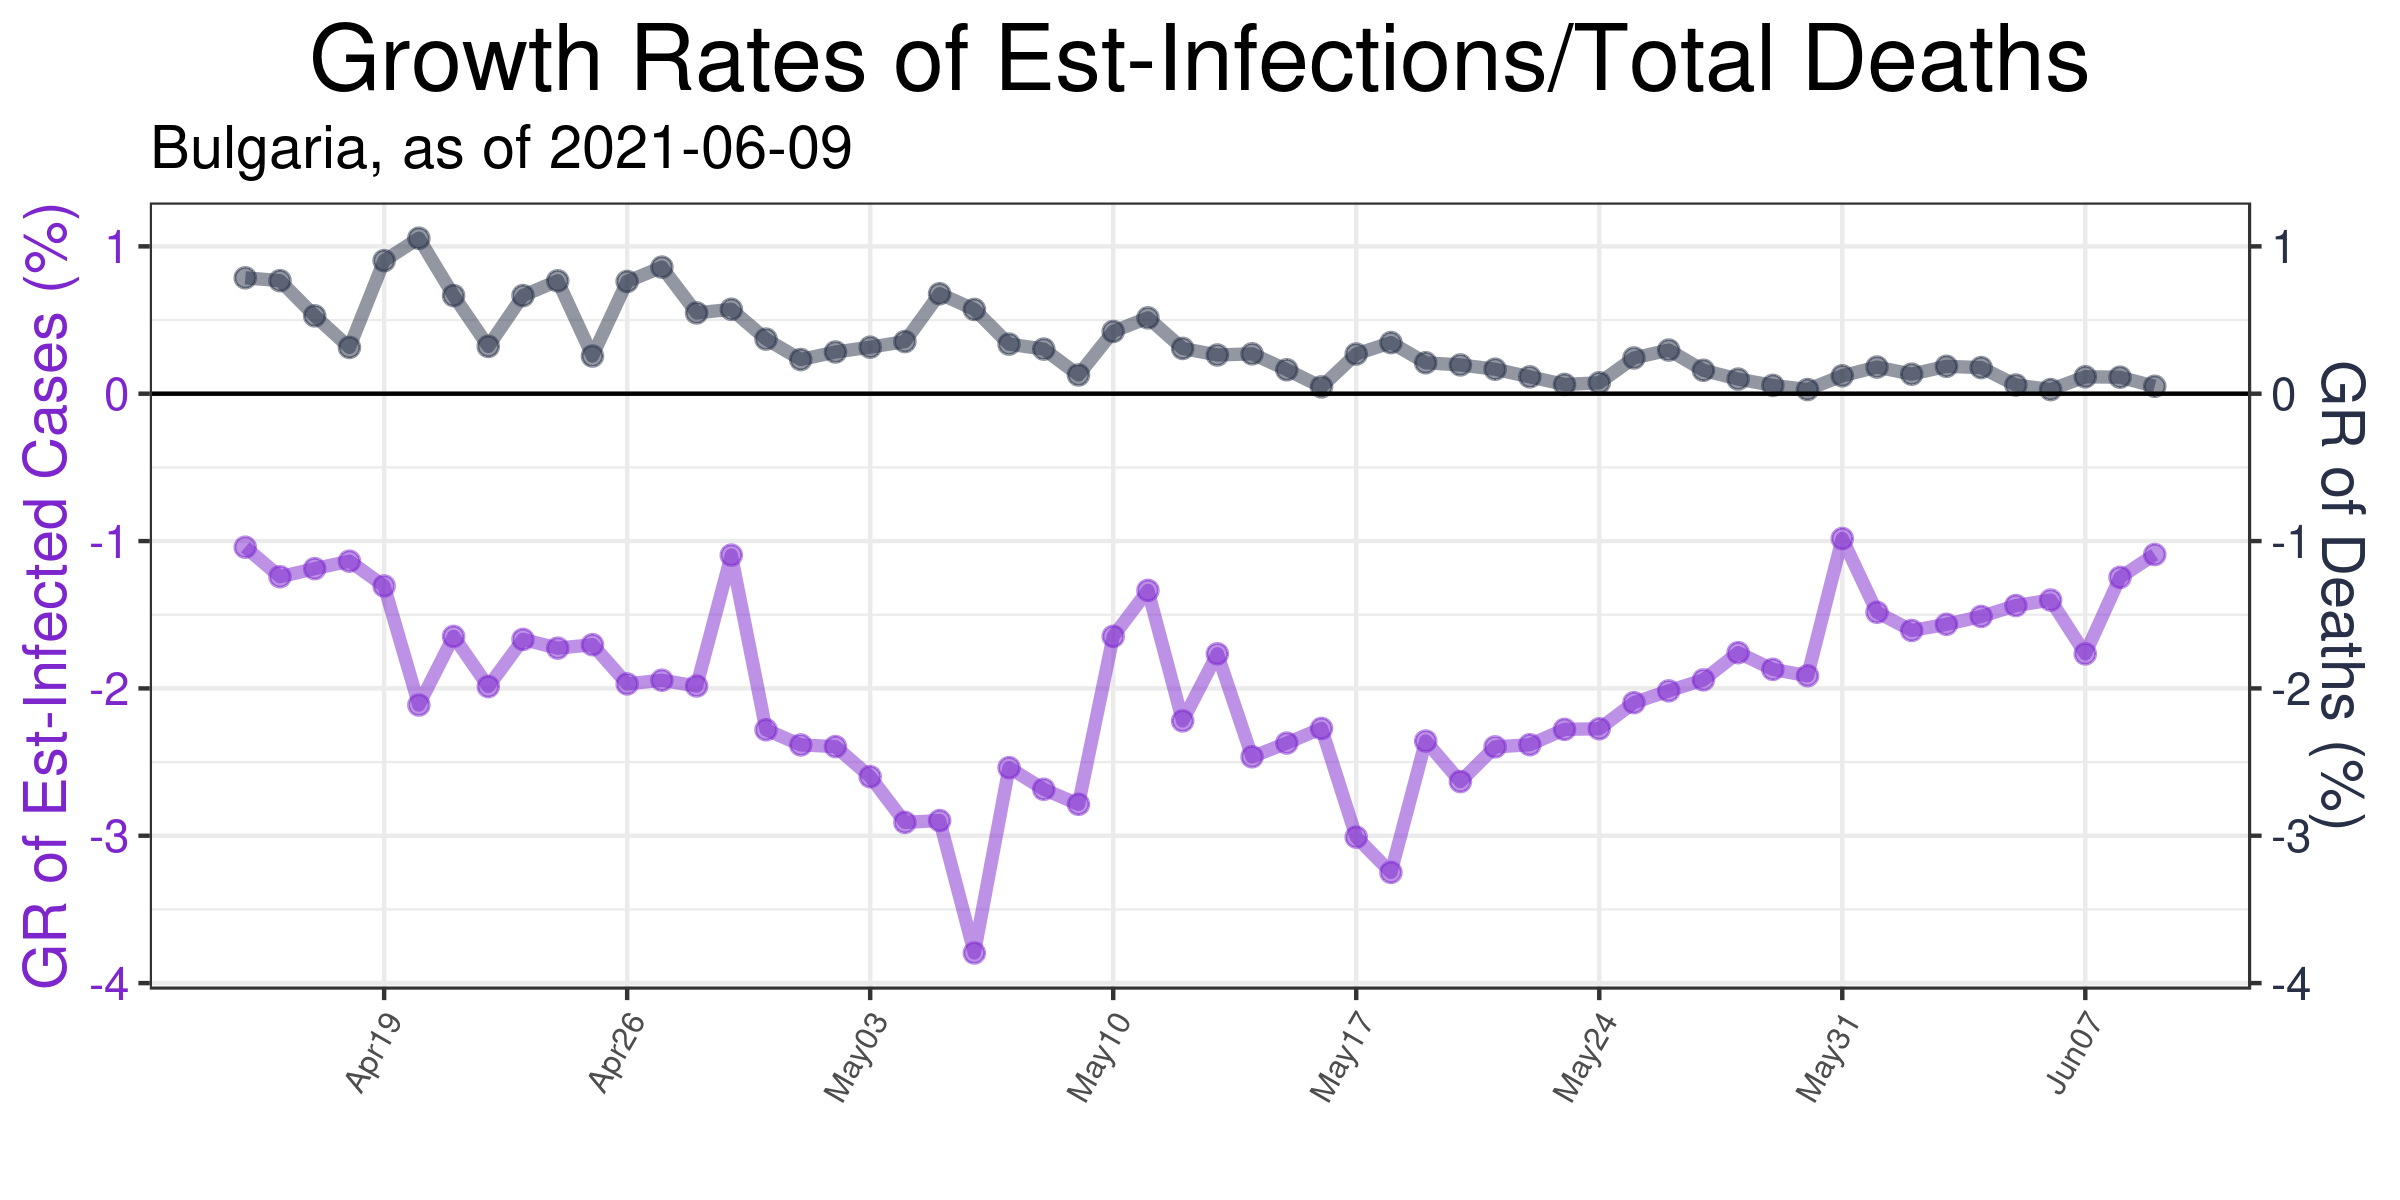 Growth Rates of Est-Infections/Total Deaths
Bulgaria, as of 2021-06-09
GR of Est-Infected Cases (%)
1
0
-1
-2
-3
-4
1
0
-1
-2
-3
-4
GR of Deaths (%)
Apr19
Apr26
May03
May10
May17
May24
May31
Jun07